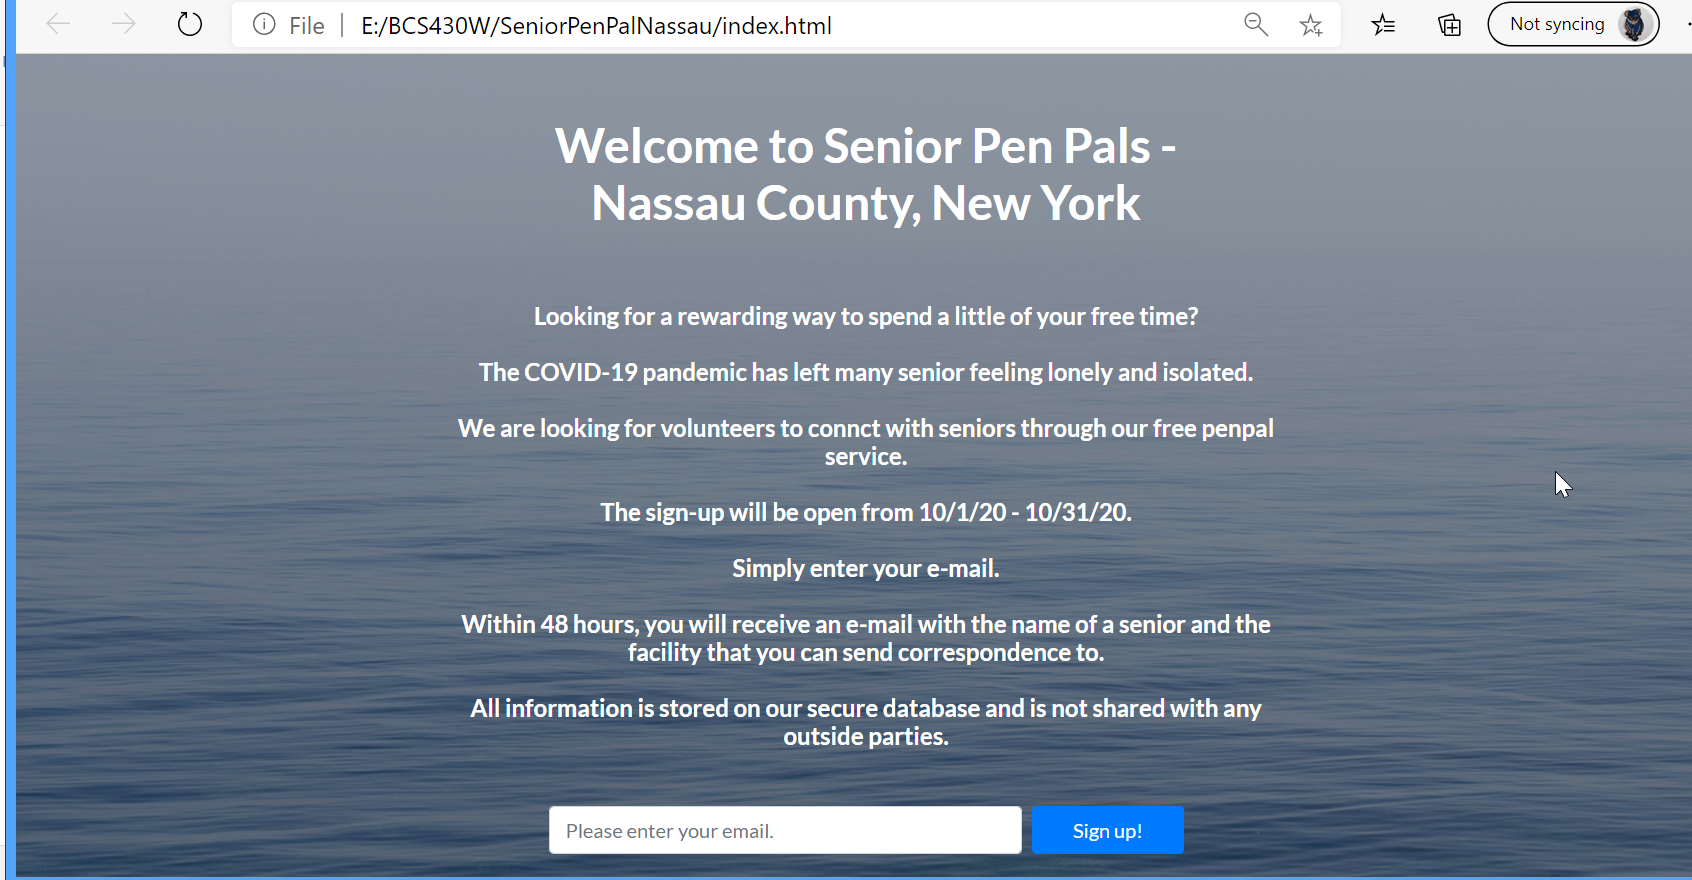 File | E:/BCS430W/SeniorPenPalNassau/index.html
Not syncing
Welcome to Senior Pen Pals -
Nassau County, New York
Looking for a rewarding way to spend a little of your free time?
The COVID-19 pandemic has left many senior feeling lonely and isolated.
We are looking for volunteers to connct with seniors through our free penpal
service.
The sign-up will be open from 10/1/20 - 10/31/20.
Simply enter your e-mail.
Within 48 hours, you will receive an e-mail with the name of a senior and the
facility that you can send correspondence to.
All information is stored on our secure database and is not shared with any
outside parties.
Please enter your email.
Sign up!